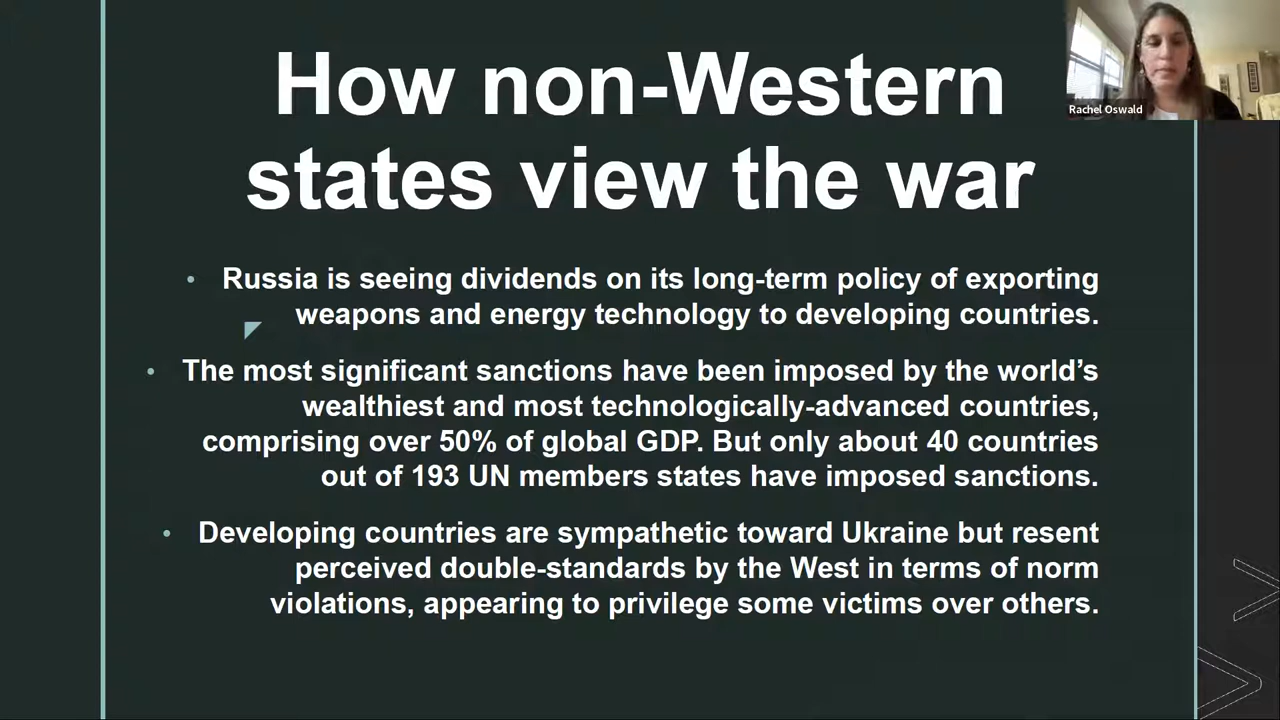 How non-Western
states view the war
Rachel Oswald
• Russia is seeing dividends on its long-term policy of exporting
weapons and energy technology to developing countries.
• The most significant sanctions have been imposed by the world’s
wealthiest and most technologically-advanced countries,
comprising over 50% of global GDP. But only about 40 countries
out of 193 UN members states have imposed sanctions.
• Developing countries are sympathetic toward Ukraine but resent
perceived double-standards by the West in terms of norm
violations, appearing to privilege some victims over others.